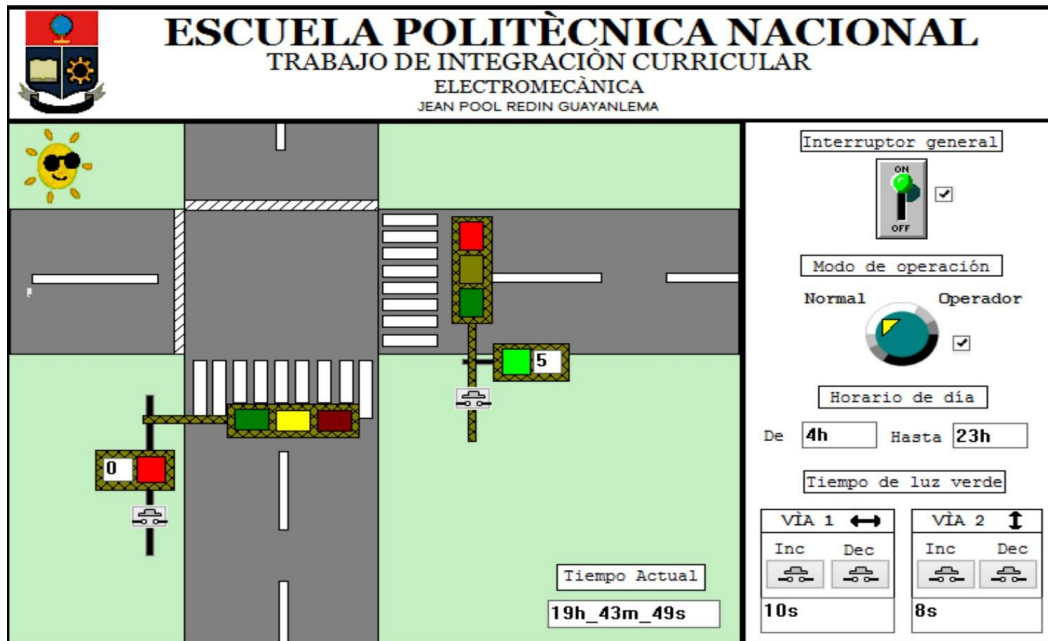 ESCUELA POLITÈCNICA NACIONAL
TRABAJO DE INTEGRACIÓN CURRICULAR
ELECTROMECÀNICA
JEAN POOL REDIN GUAYANLEMA
Interruptor general
ON
OFF
Modo de operación
Normal Operador
5
Horario de día
De 4h Hasta 23h
0
Tiempo de luz verde
VÌA 1 VÌA 2
Inc Dec Inc Dec
Tiempo Actual
19h_43m_49s 10s 8s